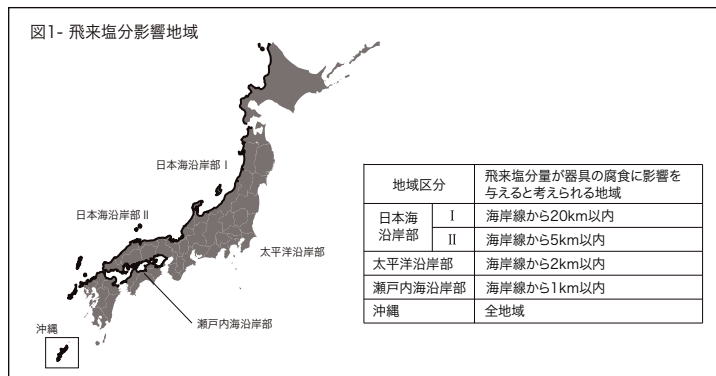 図1- 飛来塩分影響地域
日本海沿岸部Ⅰ
日本海沿岸部Ⅱ
太平洋沿岸部
瀬戸内海沿岸部
沖縄
地域区分
飛来塩分量が器具の腐食に影響を
与えると考えられる地域
日本海
沿岸部
Ⅰ
海岸線から20km以内
Ⅱ
海岸線から5km以内
太平洋沿岸部
海岸線から2km以内
瀬戸内海沿岸部
海岸線から1km以内
沖縄
全地域